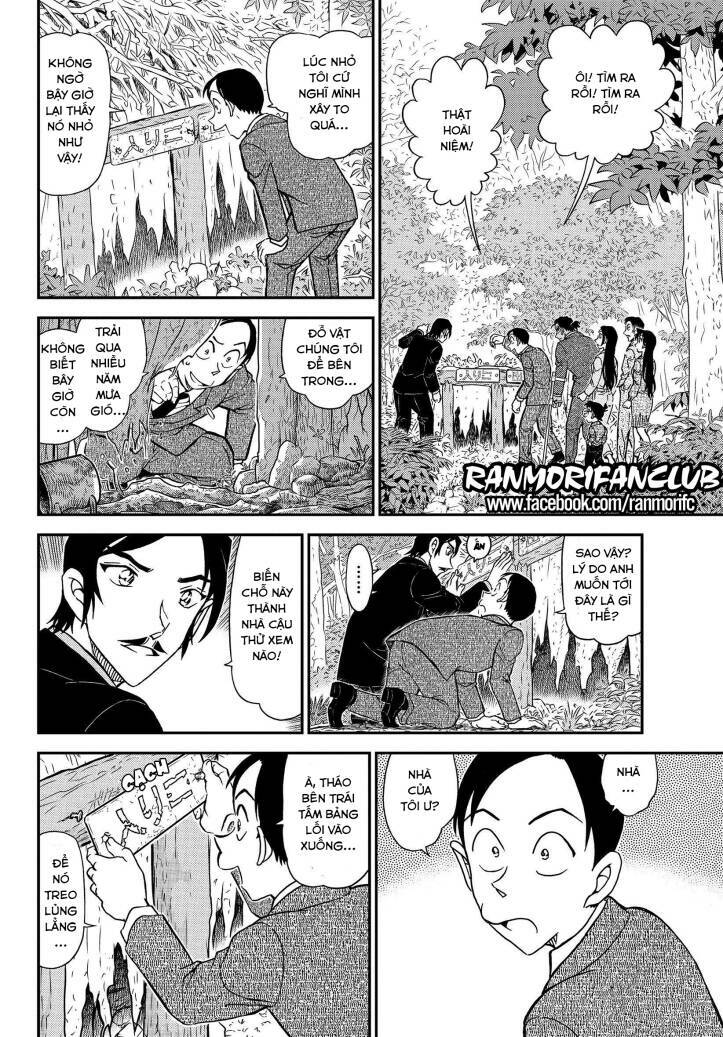 ÔI! TÌM RA
RỒI! TÌM RA
RỒI!
THẬT
HOÀI
NIỆM!
RANMORIFANCLUB
www.facebook.com/ranmorifc
LÚC NHỎ
TÔI CỨ
NGHĨ MÌNH
XÂY TO
QUÁ...
KHÔNG
NGỜ
BÂY GIỜ
LẠI THẤY
NÓ NHỎ
NHƯ
VẬY!
ĐỒ VẬT
CHÚNG TÔI
ĐỂ BÊN
TRONG...
TRẢI
QUA
NHIỀU
NĂM
MƯA
GIÓ...
KHÔNG
BIẾT
BÂY
GIỜ
CÒN
...
SAO VẬY?
LÝ DO ANH
MUỐN TỚI
ĐÂY LÀ GÌ
THẾ?
ẤN
......
BIẾN
CHỖ NÀY
THÀNH
NHÀ CẬU
THỬ XEM
NÀO!
NHÀ
...
NHÀ
CỦA
TÔI Ư?
À, THÁO
BÊN TRÁI
TẤM BẢNG
LỐI VÀO
XUỐNG...
CẠCH
ĐỂ
NÓ TREO
LỦNG
LẲNG
...